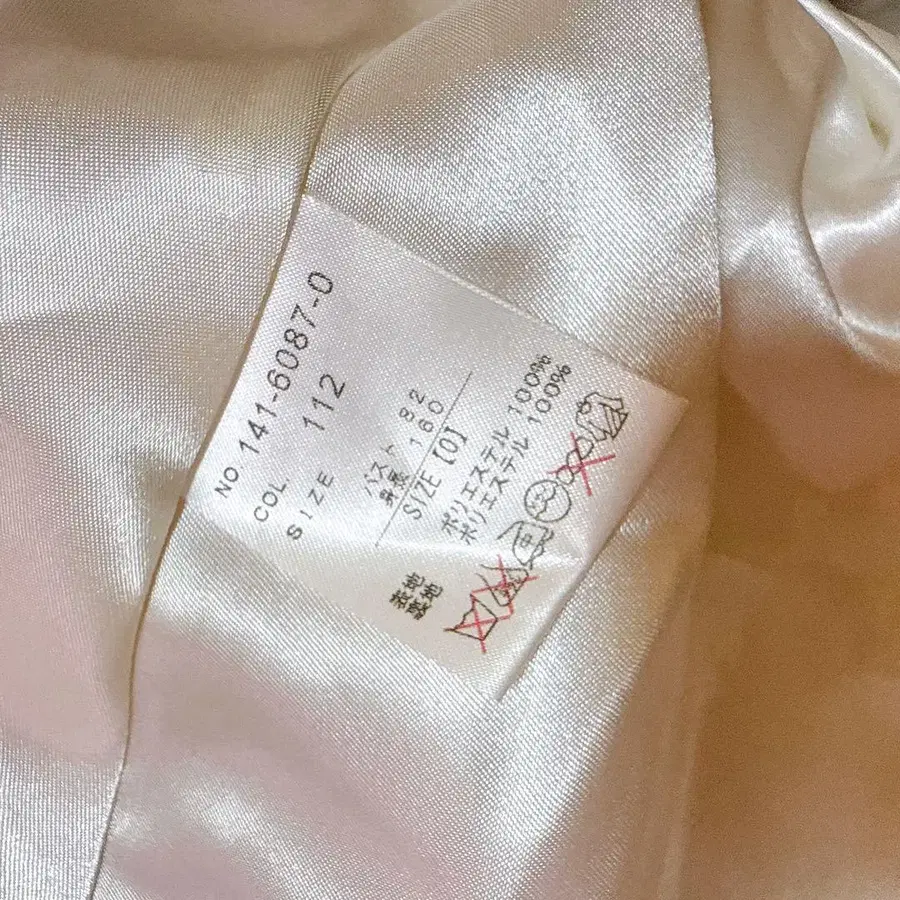 NO. 141-6087-0
COL. 112
SIZE
バスト 82
身長 160
SIZE【0】
表地 ポリエステル 100%
裏地 ポリエステル 100%
中